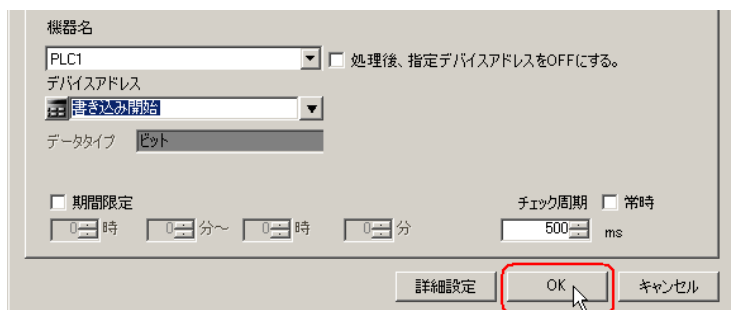 機器名
PLC1 処理後、指定デバイスアドレスをOFFにする。
デバイスアドレス
書き込み開始
データタイプ ビット
期間限定 チェック周期 常時
0 時 0 分～ 0 時 0 分 500 ms
詳細設定 OK キャンセル